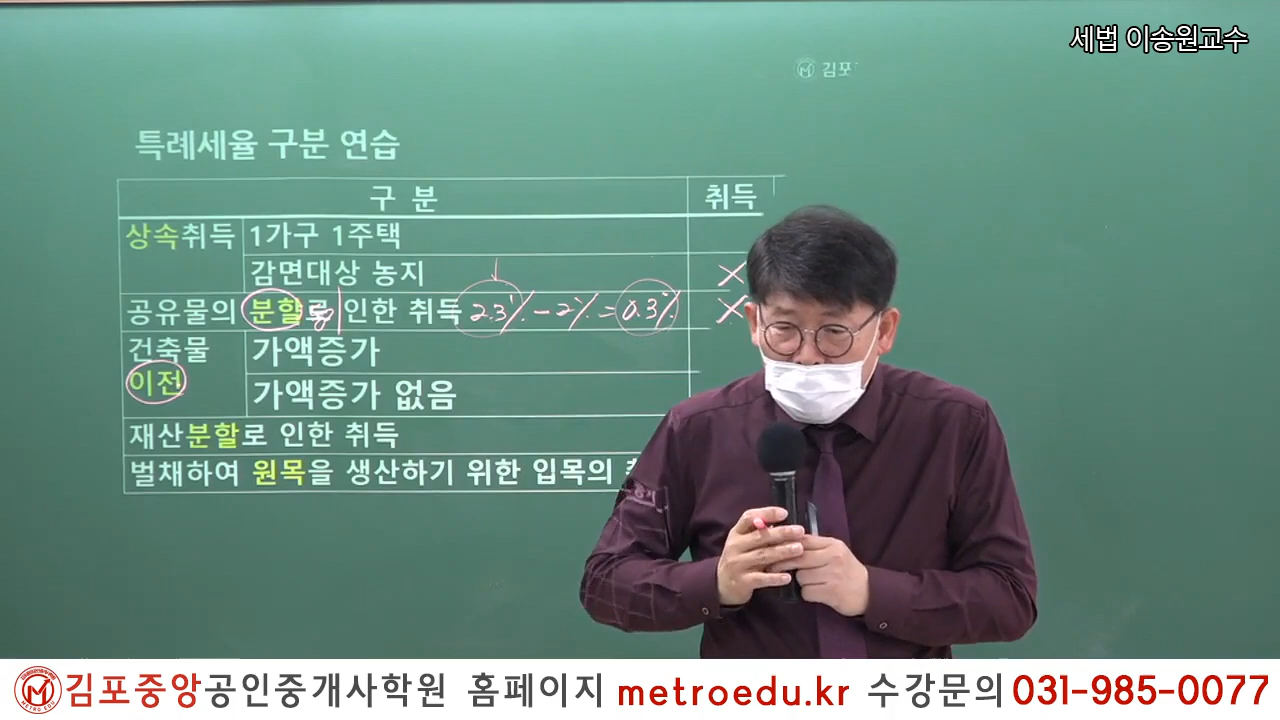 세법 이송원교수
김포
특례세율 구분 연습
구 분 취득
상속취득 1가구 1주택
감면대상 농지 X
공유물의 분할로 인한 취득 2.3% - 2% = 0.3% X
건축물 가액증가
이전 가액증가 없음
재산분할로 인한 취득
벌채하여 원목을 생산하기 위한 입목의
김포중앙공인중개사학원 홈페이지 metroedu.kr 수강문의 031-985-0077
METRO EDU